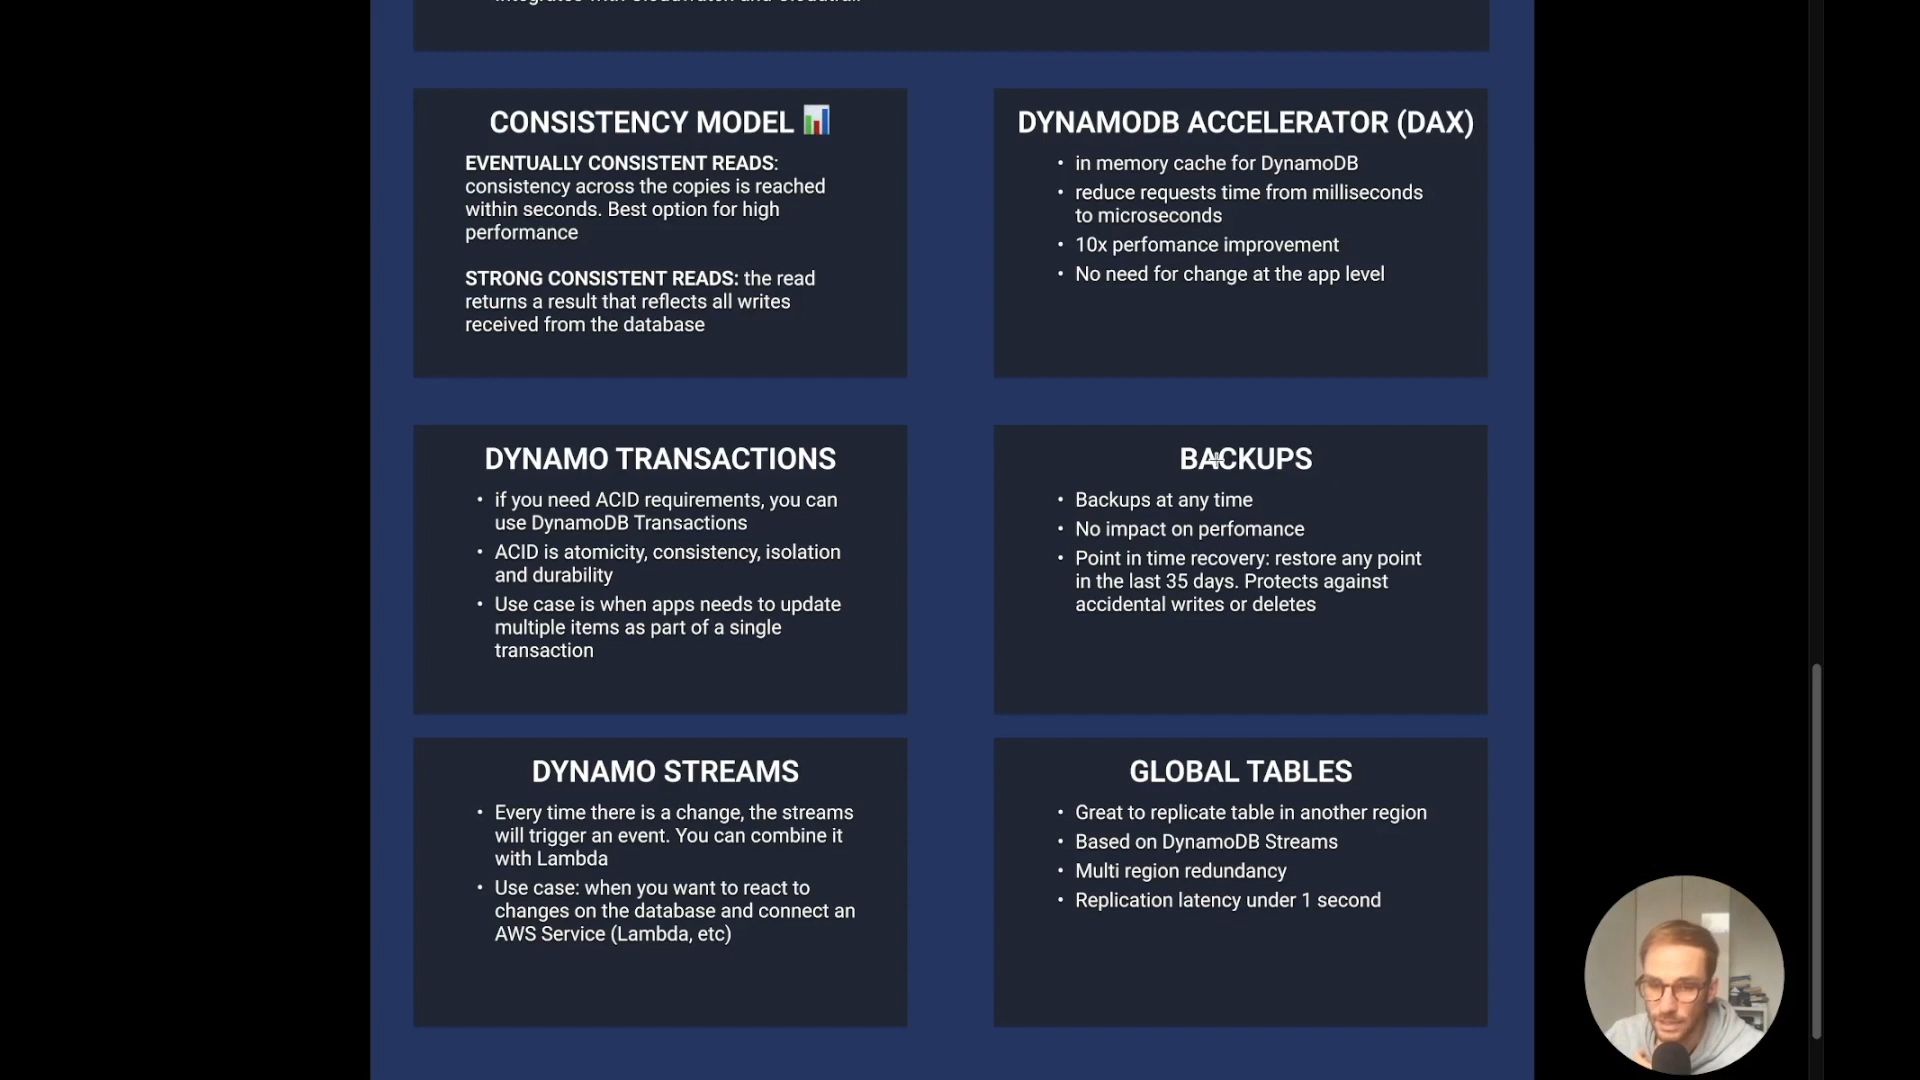 integrates with CloudWatch and Cloudtrail
CONSISTENCY MODEL 📊
EVENTUALLY CONSISTENT READS:
consistency across the copies is reached
within seconds. Best option for high
performance
STRONG CONSISTENT READS: the read
returns a result that reflects all writes
received from the database
DYNAMODB ACCELERATOR (DAX)
• in memory cache for DynamoDB
• reduce requests time from milliseconds
to microseconds
• 10x perfomance improvement
• No need for change at the app level
DYNAMO TRANSACTIONS
• if you need ACID requirements, you can
use DynamoDB Transactions
• ACID is atomicity, consistency, isolation
and durability
• Use case is when apps needs to update
multiple items as part of a single
transaction
BACKUPS
• Backups at any time
• No impact on perfomance
• Point in time recovery: restore any point
in the last 35 days. Protects against
accidental writes or deletes
DYNAMO STREAMS
• Every time there is a change, the streams
will trigger an event. You can combine it
with Lambda
• Use case: when you want to react to
changes on the database and connect an
AWS Service (Lambda, etc)
GLOBAL TABLES
• Great to replicate table in another region
• Based on DynamoDB Streams
• Multi region redundancy
• Replication latency under 1 second